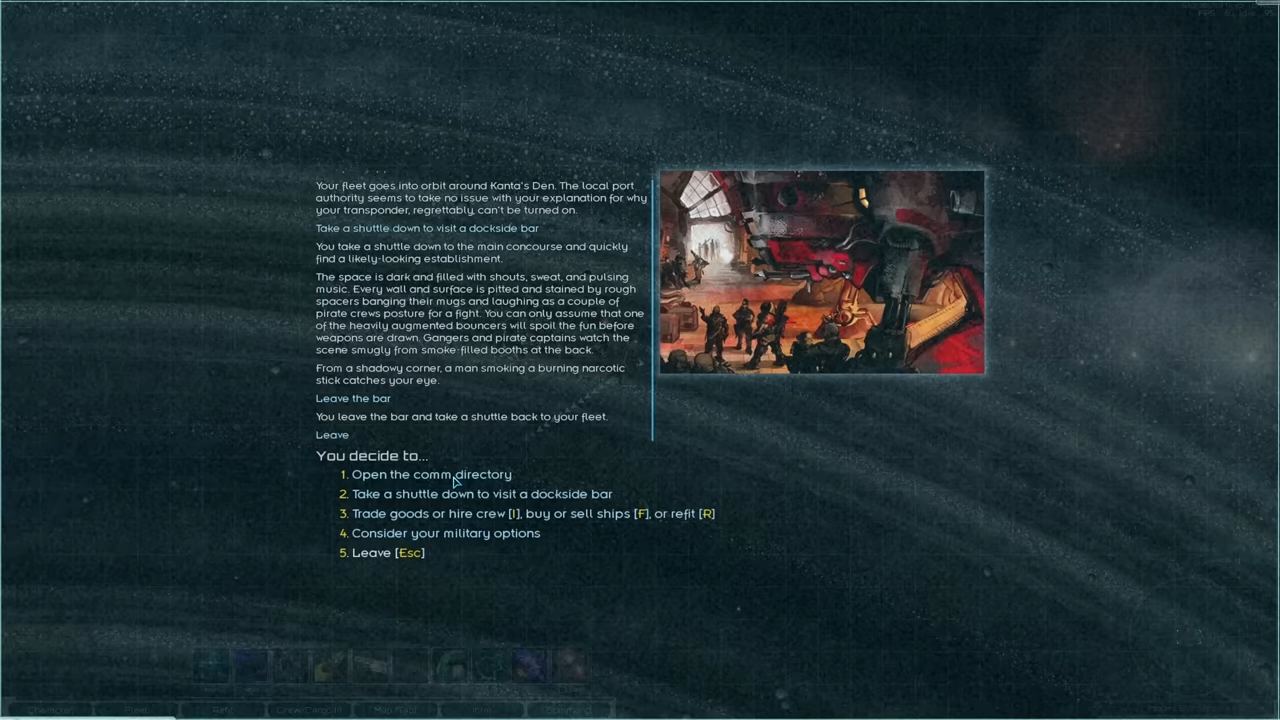 Your fleet goes into orbit around Kanta's Den. The local port
authority seems to take no issue with your explanation for why
your transponder, regrettably, can't be turned on.
Take a shuttle down to visit a dockside bar
You take a shuttle down to the main concourse and quickly
find a likely-looking establishment.
The space is dark and filled with shouts, sweat, and pulsing
music. Every wall and surface is pitted and stained by rough
spacers banging their mugs and laughing as a couple of
pirate crews posture for a fight. You can only assume that one
of the heavily augmented bouncers will spoil the fun before
weapons are drawn. Gangers and pirate captains watch the
scene smugly from smoke-filled booths at the back.
From a shadowy corner, a man smoking a burning narcotic
stick catches your eye.
Leave the bar
You leave the bar and take a shuttle back to your fleet.
Leave
You decide to...
1. Open the comm directory
2. Take a shuttle down to visit a dockside bar
3. Trade goods or hire crew [I], buy or sell ships [F], or refit [R]
4. Consider your military options
5. Leave [Esc]
Character Fleet Refit